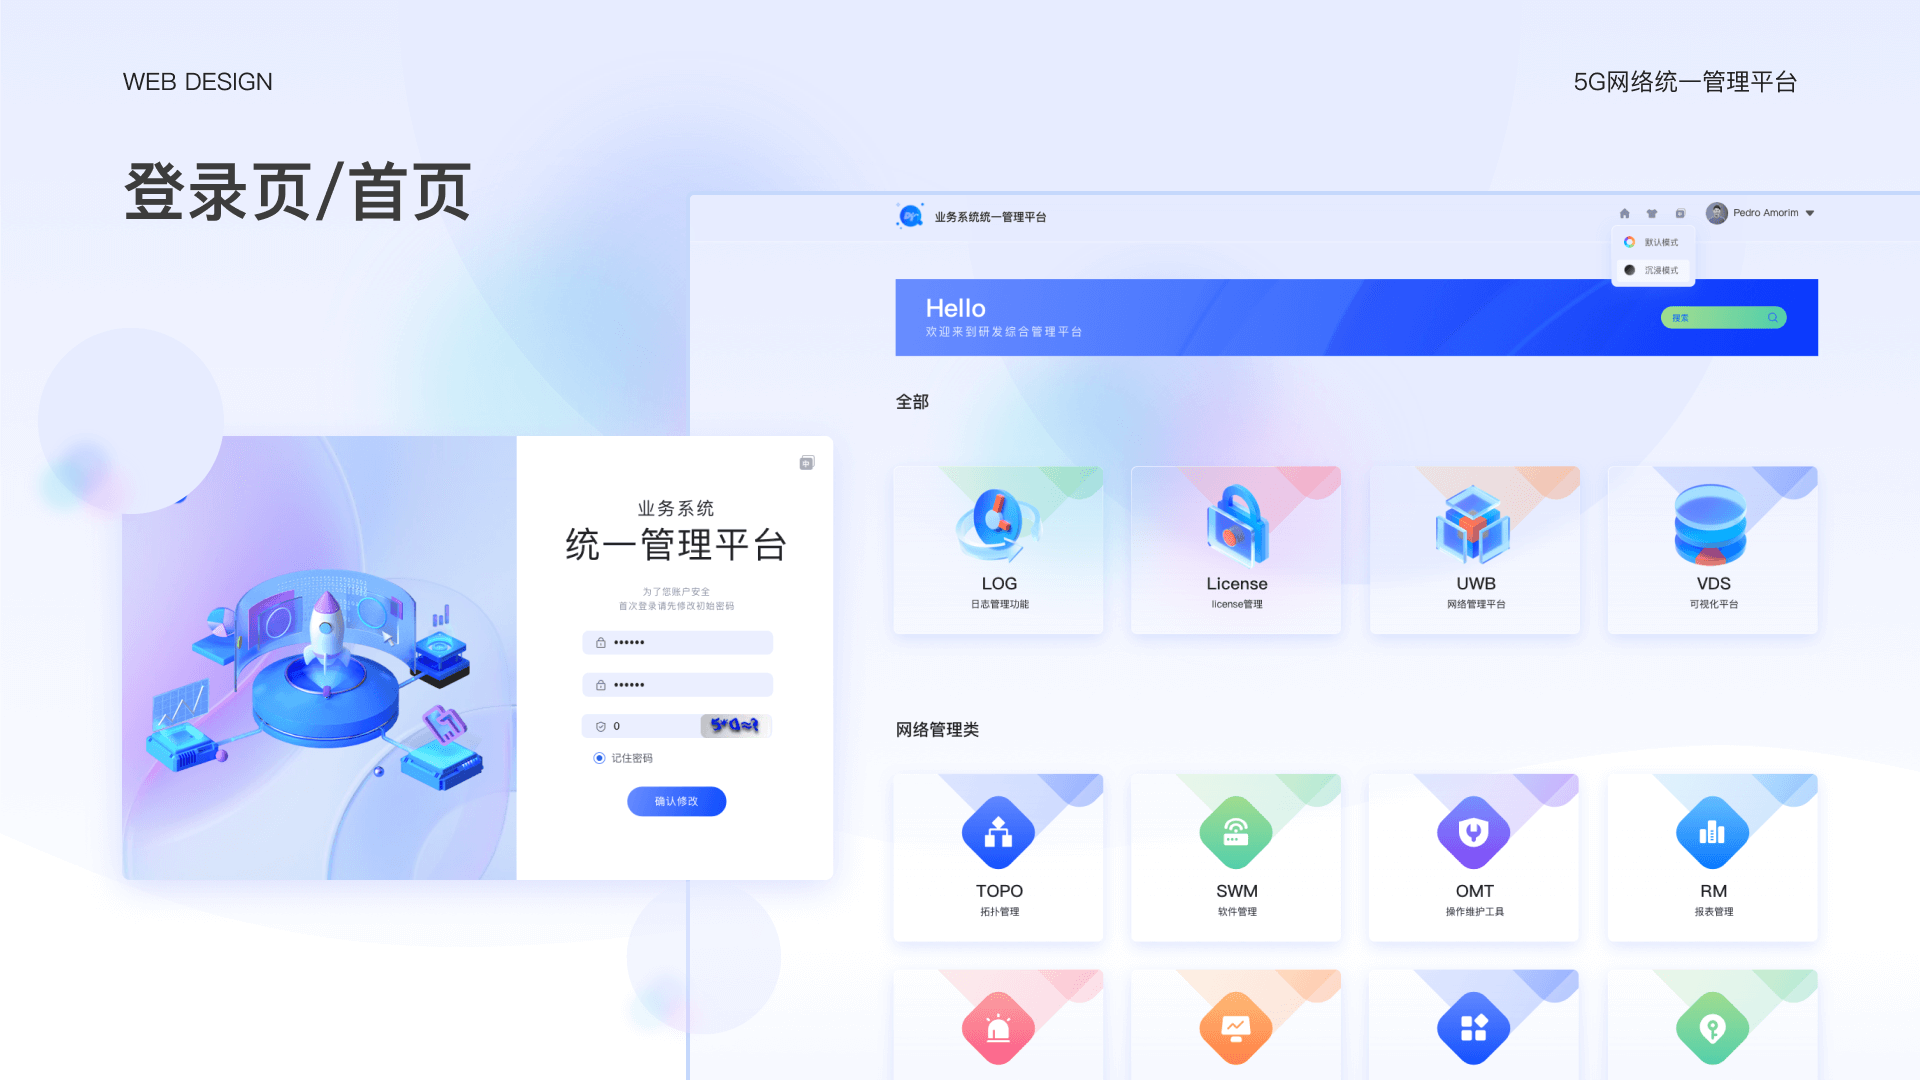 WEB DESIGN
5G网络统一管理平台
登录页/首页
业务系统统一管理平台
Pedro Amorim
默认模式
沉浸模式
Hello
欢迎来到研发综合管理平台
搜索
全部
LOG
日志管理功能
License
license管理
UWB
网络管理平台
VDS
可视化平台
业务系统
统一管理平台
为了您账户安全
首次登录请先修改初始密码
••••••
••••••
0
5*0≈?
记住密码
确认修改
网络管理类
TOPO
拓扑管理
SWM
软件管理
OMT
操作维护工具
RM
报表管理